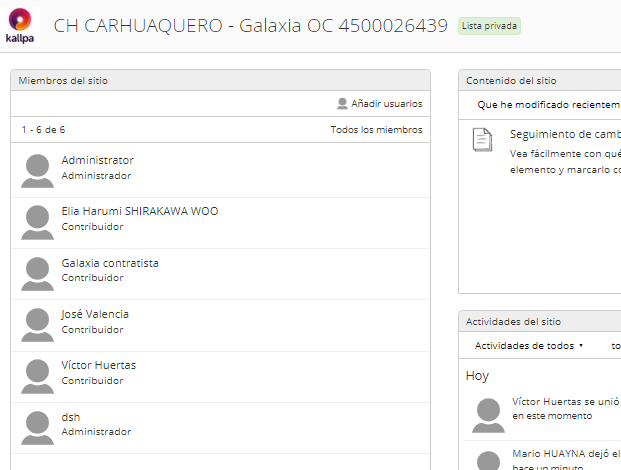 kallpa
CH CARHUAQUERO - Galaxia OC 4500026439
Lista privada
Miembros del sitio
Añadir usuarios
1 - 6 de 6
Todos los miembros
Administrator
Administrador
Elia Harumi SHIRAKAWA WOO
Contribuidor
Galaxia contratista
Contribuidor
José Valencia
Contribuidor
Víctor Huertas
Contribuidor
dsh
Administrador
Contenido del sitio
Que he modificado recientem
Seguimiento de camb
Vea fácilmente con qué
elemento y marcarlo co
Actividades del sitio
Actividades de todos
to
Hoy
Víctor Huertas se unió
en este momento
Mario HUAYNA dejó el
hace un minuto